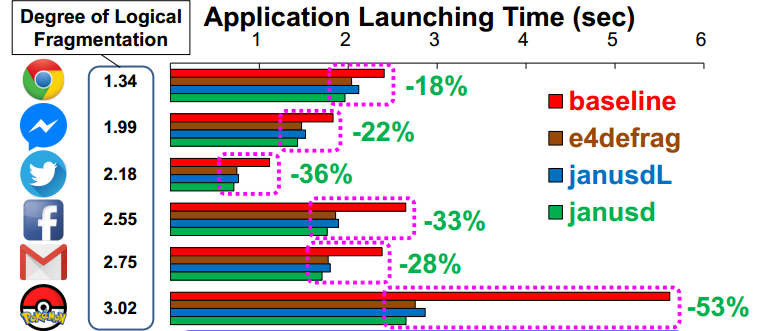 Degree of Logical
Fragmentation
Application Launching Time (sec)
1 2 3 4 5 6
1.34
-18%
1.99
-22%
2.18
-36%
2.55
-33%
2.75
-28%
3.02
-53%
baseline
e4defrag
janusdL
janusd
POKéMON